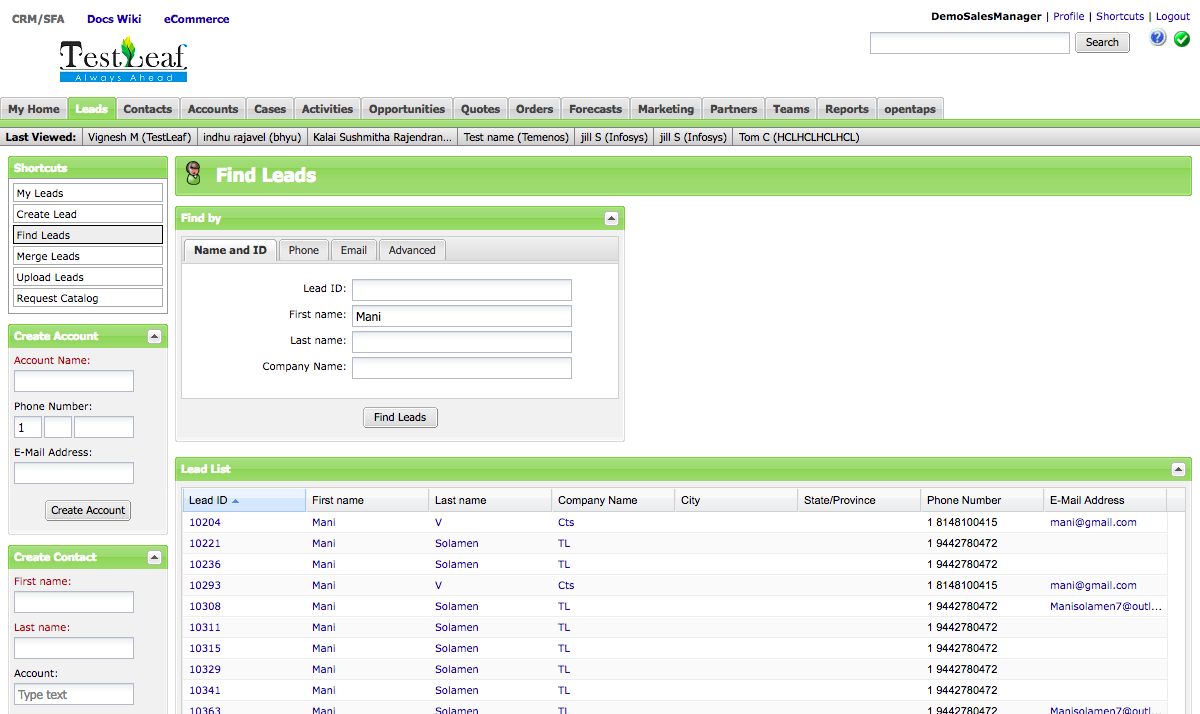 CRM/SFA Docs Wiki eCommerce
DemoSalesManager | Profile | Shortcuts | Logout
TestLeaf
Always Ahead
Search
My Home Leads Contacts Accounts Cases Activities Opportunities Quotes Orders Forecasts Marketing Partners Teams Reports opentaps
Last Viewed: Vignesh M (TestLeaf) indhu rajavel (bhyu) Kalai Sushmitha Rajendran... Test name (Temenos) jill S (Infosys) jill S (Infosys) Tom C (HCLHCLHCLHCL)
Shortcuts
My Leads
Create Lead
Find Leads
Merge Leads
Upload Leads
Request Catalog
Create Account
Account Name:
Phone Number:
1
E-Mail Address:
Create Account
Create Contact
First name:
Last name:
Account:
Type text
Find Leads
Find by
Name and ID Phone Email Advanced
Lead ID:
First name: Mani
Last name:
Company Name:
Find Leads
Lead List
Lead ID First name Last name Company Name City State/Province Phone Number E-Mail Address
10204 Mani V Cts 1 8148100415 mani@gmail.com
10221 Mani Solamen TL 1 9442780472
10236 Mani Solamen TL 1 9442780472
10293 Mani V Cts 1 8148100415 mani@gmail.com
10308 Mani Solamen TL 1 9442780472 Manisolamen7@outl...
10311 Mani Solamen TL 1 9442780472
10315 Mani Solamen TL 1 9442780472
10329 Mani Solamen TL 1 9442780472
10341 Mani Solamen TL 1 9442780472
10363 Mani Solamen TL 1 9442780472 Manisolamen7@outl...